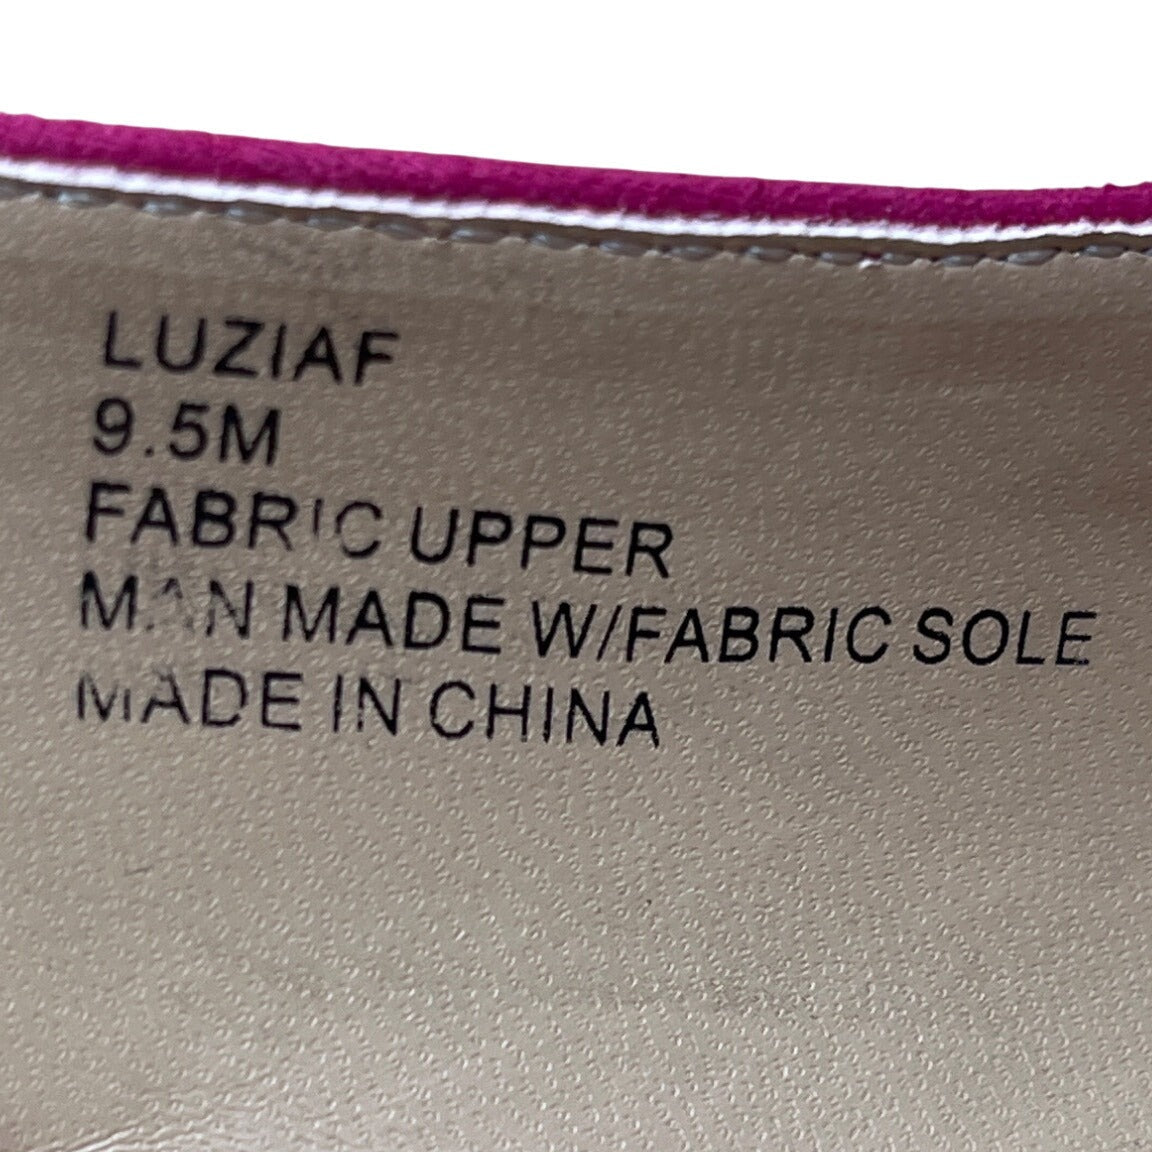 LUZIAF
9.5M
FABRIC UPPER
MAN MADE W/FABRIC SOLE
MADE IN CHINA